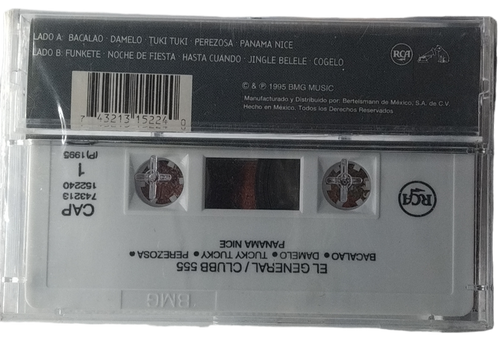 LADO A: BACALAO · DAMELO · TUKI TUKI · PEREZOSA · PANAMA NICE
LADO B: FUNKETE · NOCHE DE FIESTA · HASTA CUANDO · JINGLE BELELE · COGELO
RCA
© & ℗ 1995 BMG MUSIC
Manufacturado y Distribuido por: Bertelsmann de México, S.A. de C.V.
Hecho en México. Todos los Derechos Reservados.
7 43213 15224 0
BMG
EL GENERAL / CLUBB 555
BACALAO ● DAMELO ● TUCKY TUCKY ● PEREZOSA ●
PANAMA NICE
RCA
CAP
743213
152240
1
(P)1995